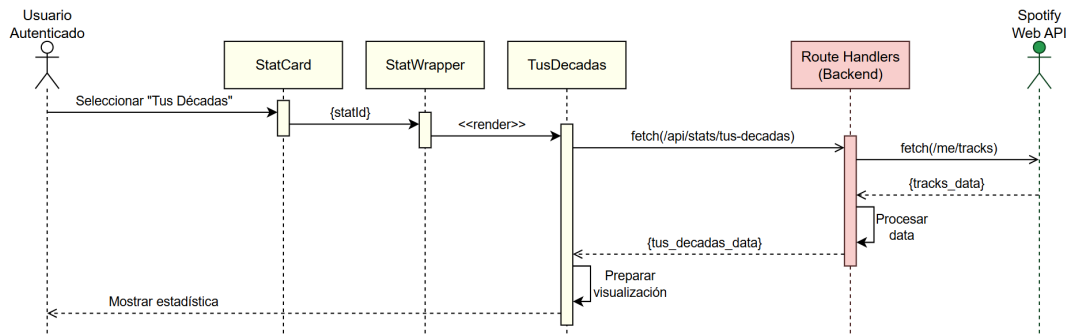 Usuario
Autenticado
Spotify
Web API
StatCard
StatWrapper
TusDecadas
Route Handlers
(Backend)
Seleccionar "Tus Décadas"
{statId}
<<render>>
fetch(/api/stats/tus-decadas)
fetch(/me/tracks)
{tracks_data}
Procesar
data
{tus_decadas_data}
Preparar
visualización
Mostrar estadística